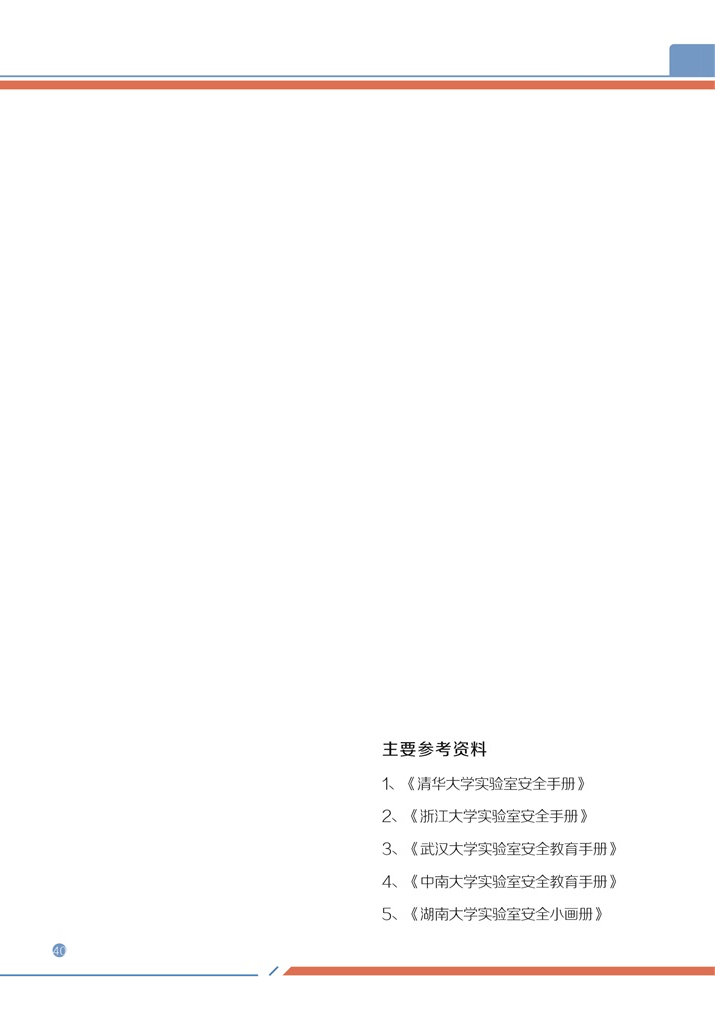 主要参考资料
1、《清华大学实验室安全手册》
2、《浙江大学实验室安全手册》
3、《武汉大学实验室安全教育手册》
4、《中南大学实验室安全教育手册》
5、《湖南大学实验室安全小画册》
40